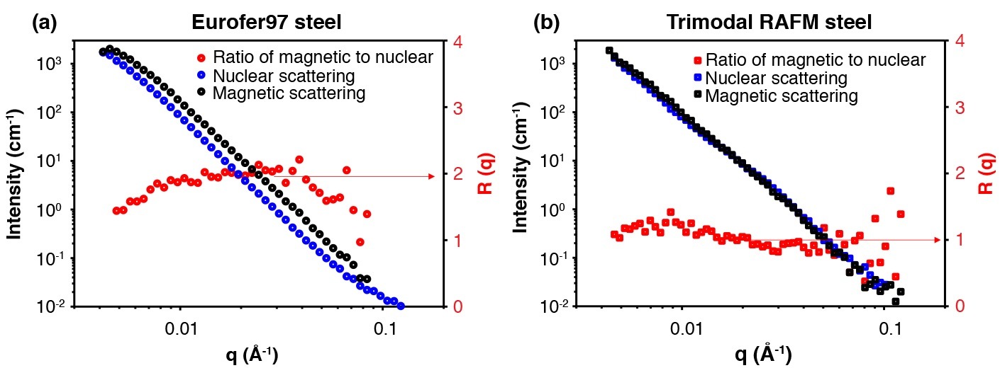 (a)
Eurofer97 steel
Ratio of magnetic to nuclear
Nuclear scattering
Magnetic scattering
10³
10²
10¹
10⁰
10⁻¹
10⁻²
Intensity (cm⁻¹)
4
3
2
1
0
R (q)
0.01
0.1
q (Å⁻¹)
(b)
Trimodal RAFM steel
Ratio of magnetic to nuclear
Nuclear scattering
Magnetic scattering
10³
10²
10¹
10⁰
10⁻¹
10⁻²
Intensity (cm⁻¹)
4
3
2
1
0
R (q)
0.01
0.1
q (Å⁻¹)